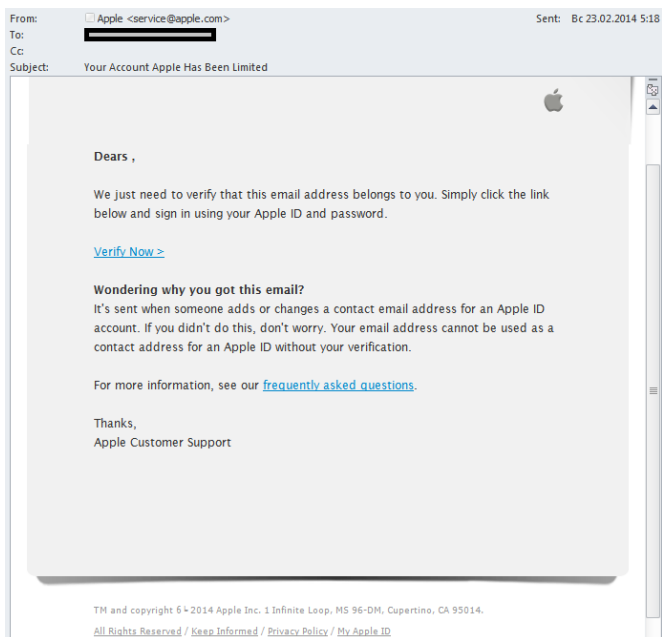 From: Apple <service@apple.com> Sent: Вс 23.02.2014 5:18
To:
Cc:
Subject: Your Account Apple Has Been Limited
Dears ,
We just need to verify that this email address belongs to you. Simply click the link
below and sign in using your Apple ID and password.
Verify Now >
Wondering why you got this email?
It's sent when someone adds or changes a contact email address for an Apple ID
account. If you didn't do this, don't worry. Your email address cannot be used as a
contact address for an Apple ID without your verification.
For more information, see our frequently asked questions.
Thanks,
Apple Customer Support
TM and copyright 2014 Apple Inc. 1 Infinite Loop, MS 96-DM, Cupertino, CA 95014.
All Rights Reserved / Keep Informed / Privacy Policy / My Apple ID